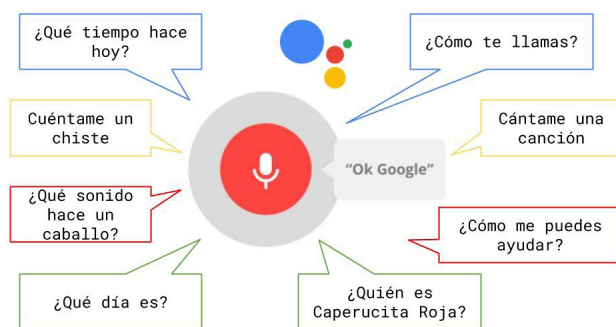 ¿Qué tiempo hace
hoy?
¿Cómo te llamas?
Cuéntame un
chiste
Cántame una
canción
“Ok Google”
¿Qué sonido
hace un
caballo?
¿Cómo me puedes
ayudar?
¿Qué día es?
¿Quién es
Caperucita Roja?